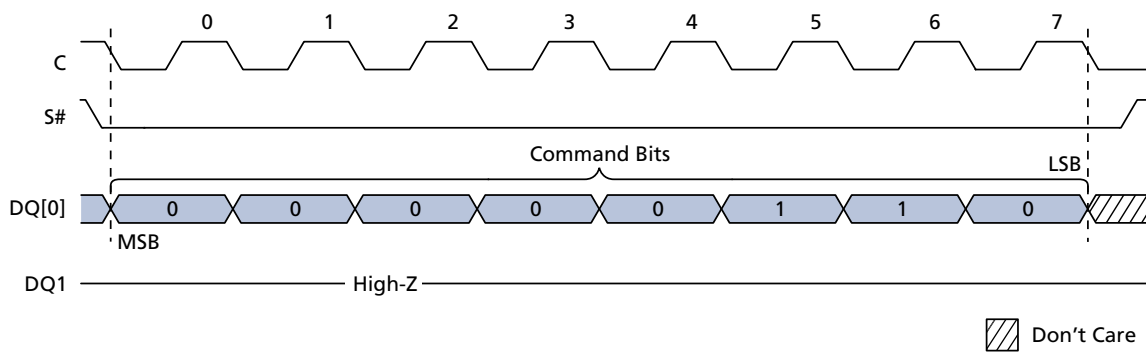 0 1 2 3 4 5 6 7
C
S#
Command Bits
LSB
DQ[0] 0 0 0 0 0 1 1 0
MSB
DQ1 High-Z
Don't Care